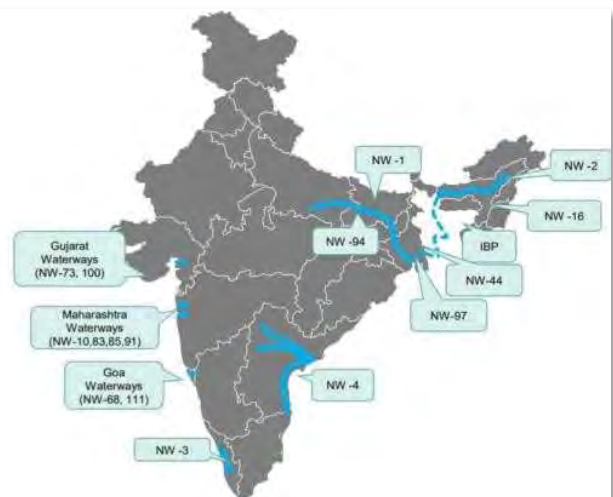 NW -1
NW -2
NW -16
NW -94
IBP
Gujarat
Waterways
(NW-73, 100)
NW-44
NW-97
Maharashtra
Waterways
(NW-10,83,85,91)
Goa
Waterways
(NW-68, 111)
NW -4
NW -3